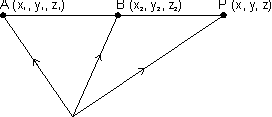 A (x₁, y₁, z₁) B (x₂, y₂, z₂) P (x, y, z)